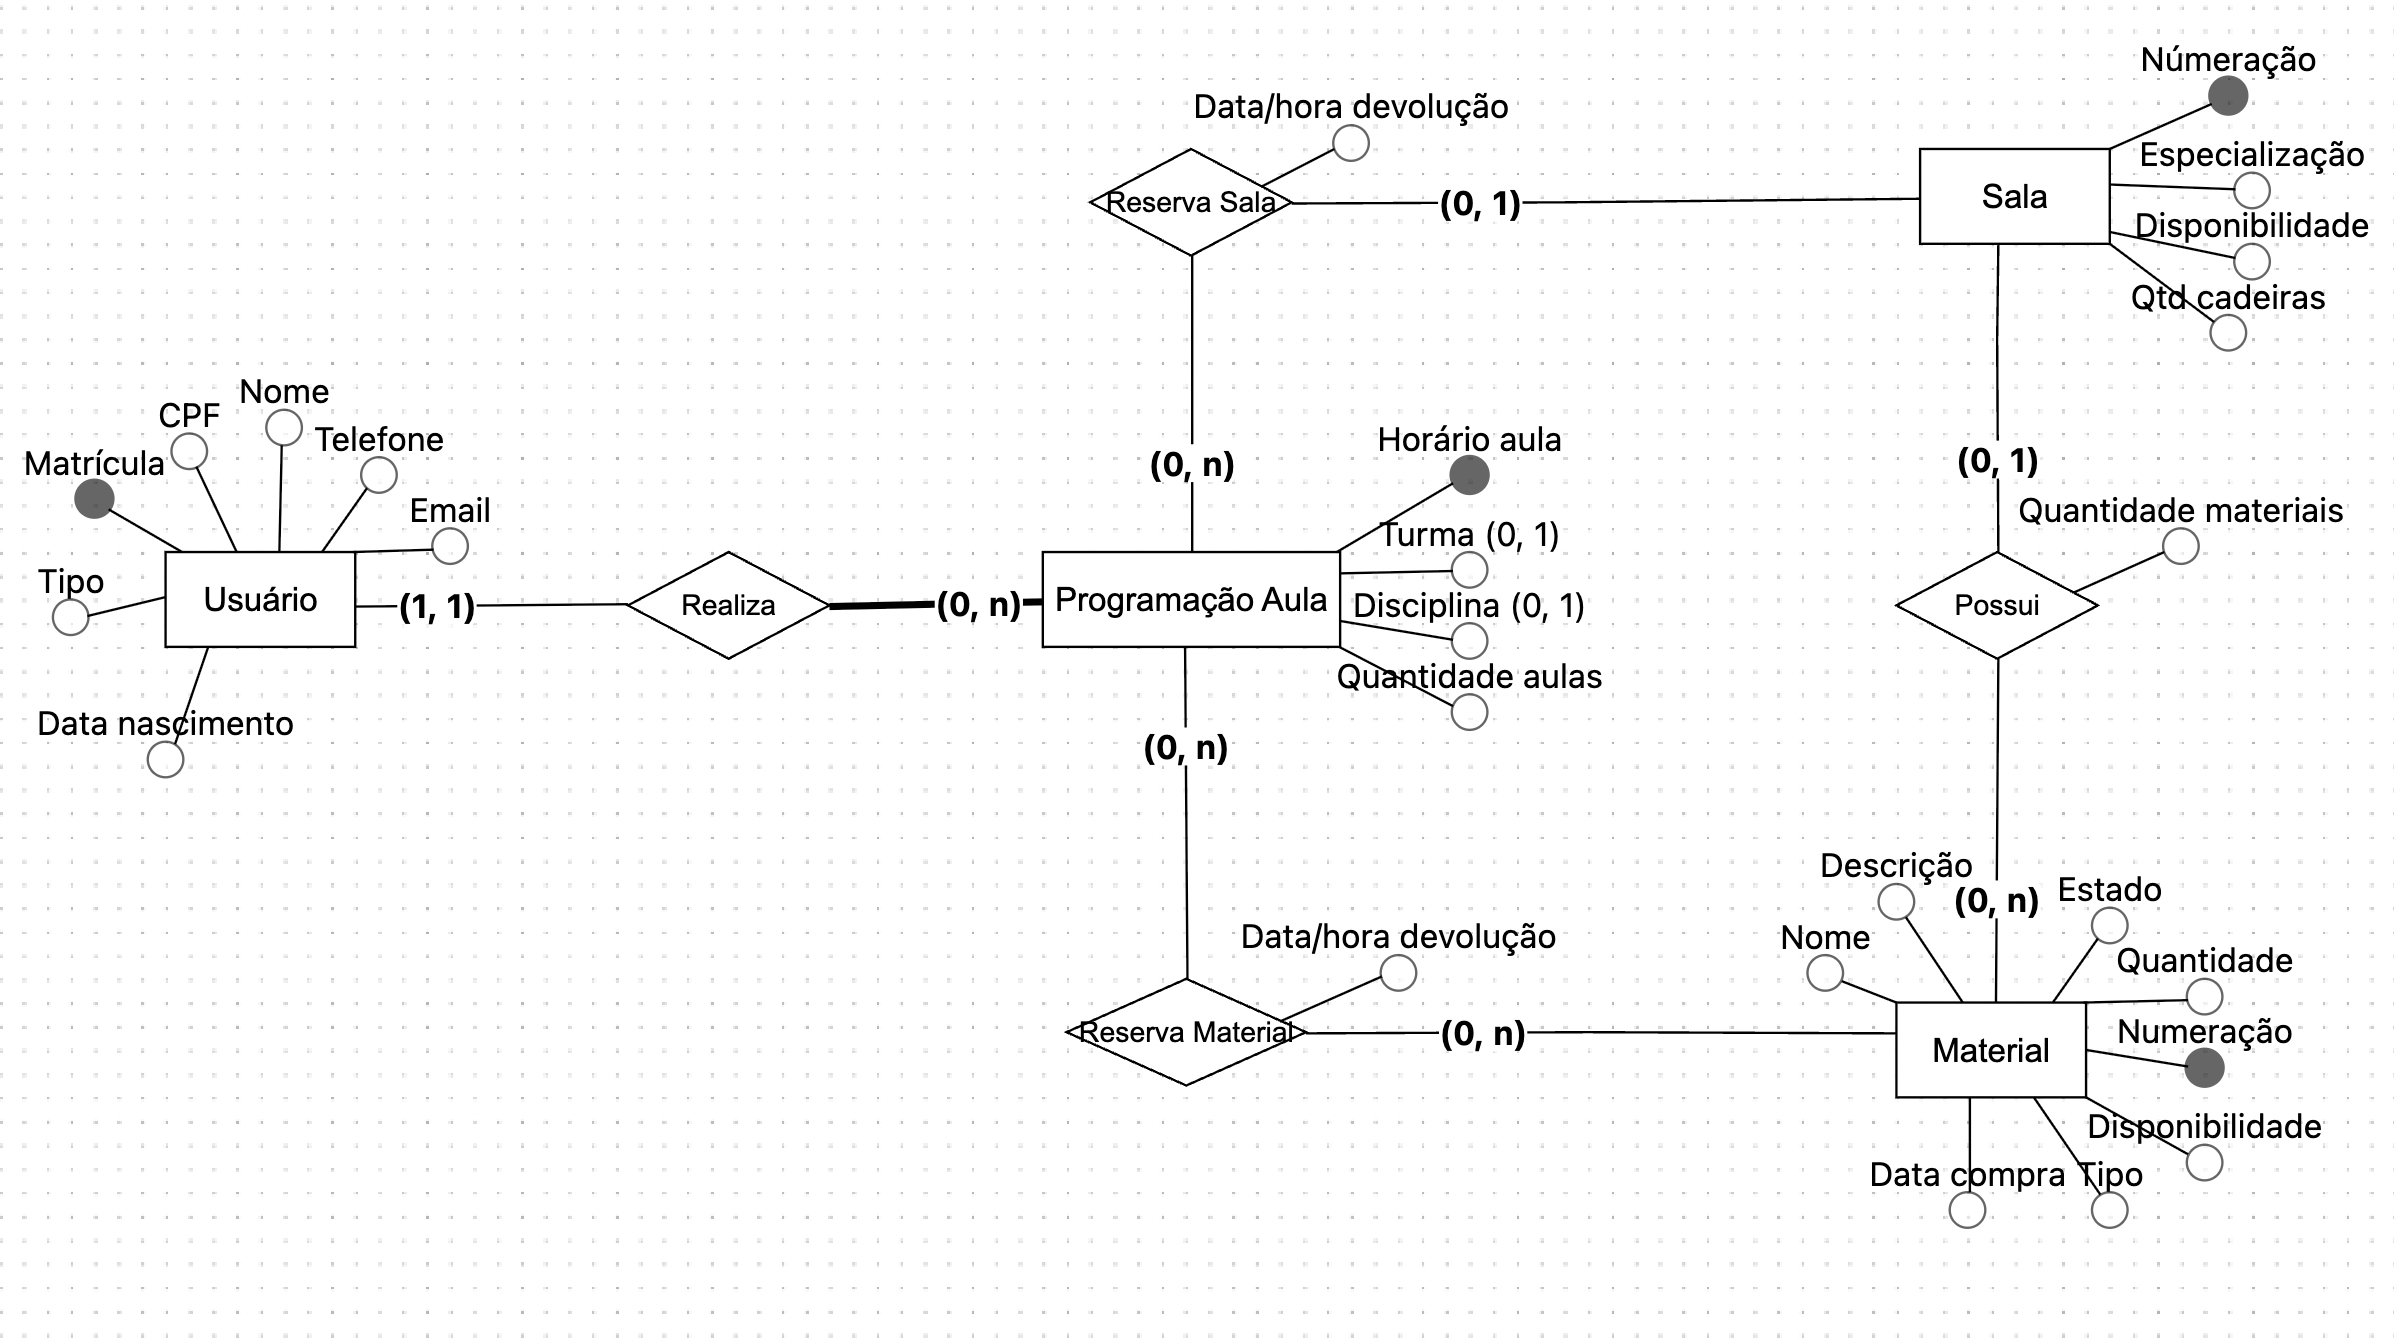 Númeração
Data/hora devolução
Especialização
Reserva Sala
(0, 1)
Sala
Disponibilidade
Qtd cadeiras
Nome
CPF
Telefone
Matrícula
Email
(0, n)
Horário aula
(0, 1)
Quantidade materiais
Turma (0, 1)
Tipo
Usuário
(1, 1)
Realiza
(0, n)
Programação Aula
Disciplina (0, 1)
Possui
Quantidade aulas
Data nascimento
(0, n)
Descrição
(0, n)
Estado
Nome
Data/hora devolução
Quantidade
Reserva Material
(0, n)
Material
Numeração
Disponibilidade
Data compra
Tipo